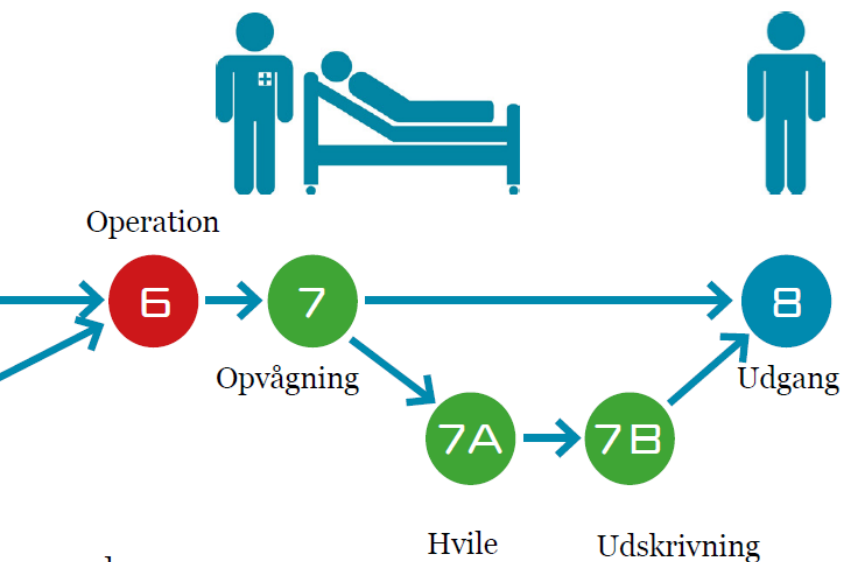 Operation
6
7
8
Opvågning
Udgang
7A
7B
Hvile
Udskrivning